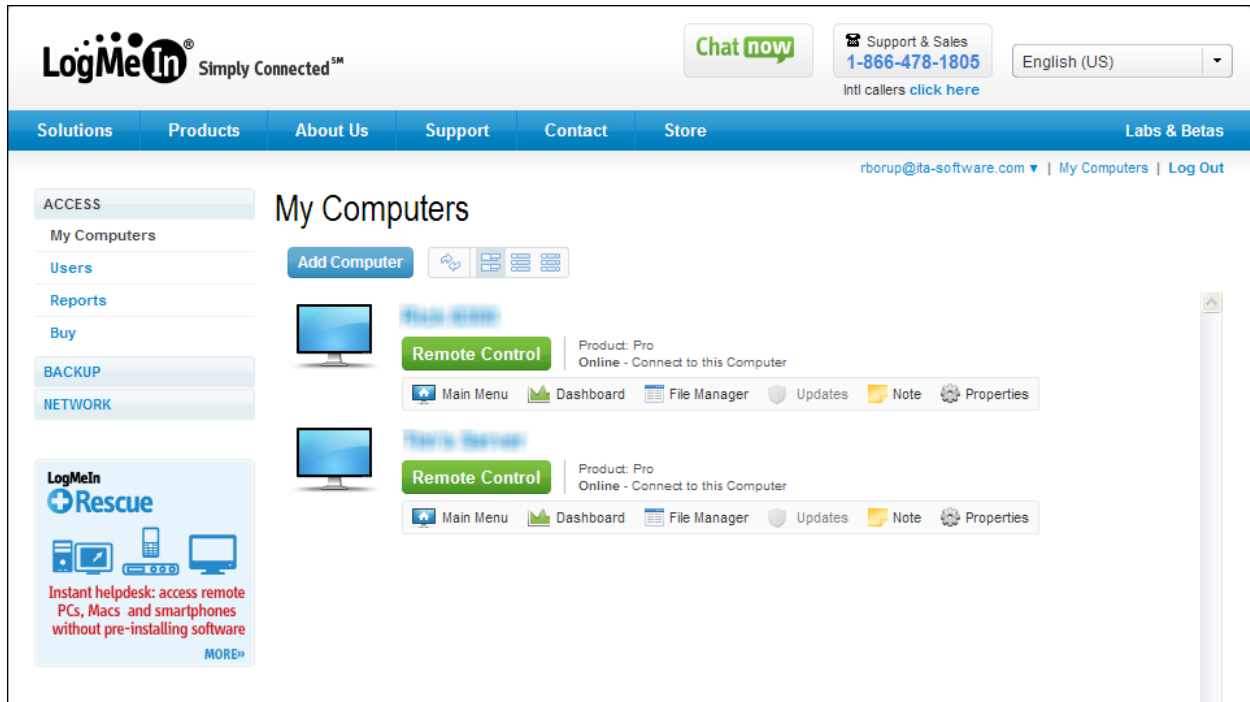 LogMeIn® Simply Connected℠
Chat now
Support & Sales
1-866-478-1805
Intl callers click here
English (US)
Solutions Products About Us Support Contact Store Labs & Betas
rborup@ita-software.com ▼ | My Computers | Log Out
ACCESS
My Computers
Users
Reports
Buy
BACKUP
NETWORK
LogMeIn
Rescue
Instant helpdesk: access remote
PCs, Macs and smartphones
without pre-installing software
MORE»
My Computers
Add Computer
Remote Control
Product: Pro
Online - Connect to this Computer
Main Menu Dashboard File Manager Updates Note Properties
Remote Control
Product: Pro
Online - Connect to this Computer
Main Menu Dashboard File Manager Updates Note Properties